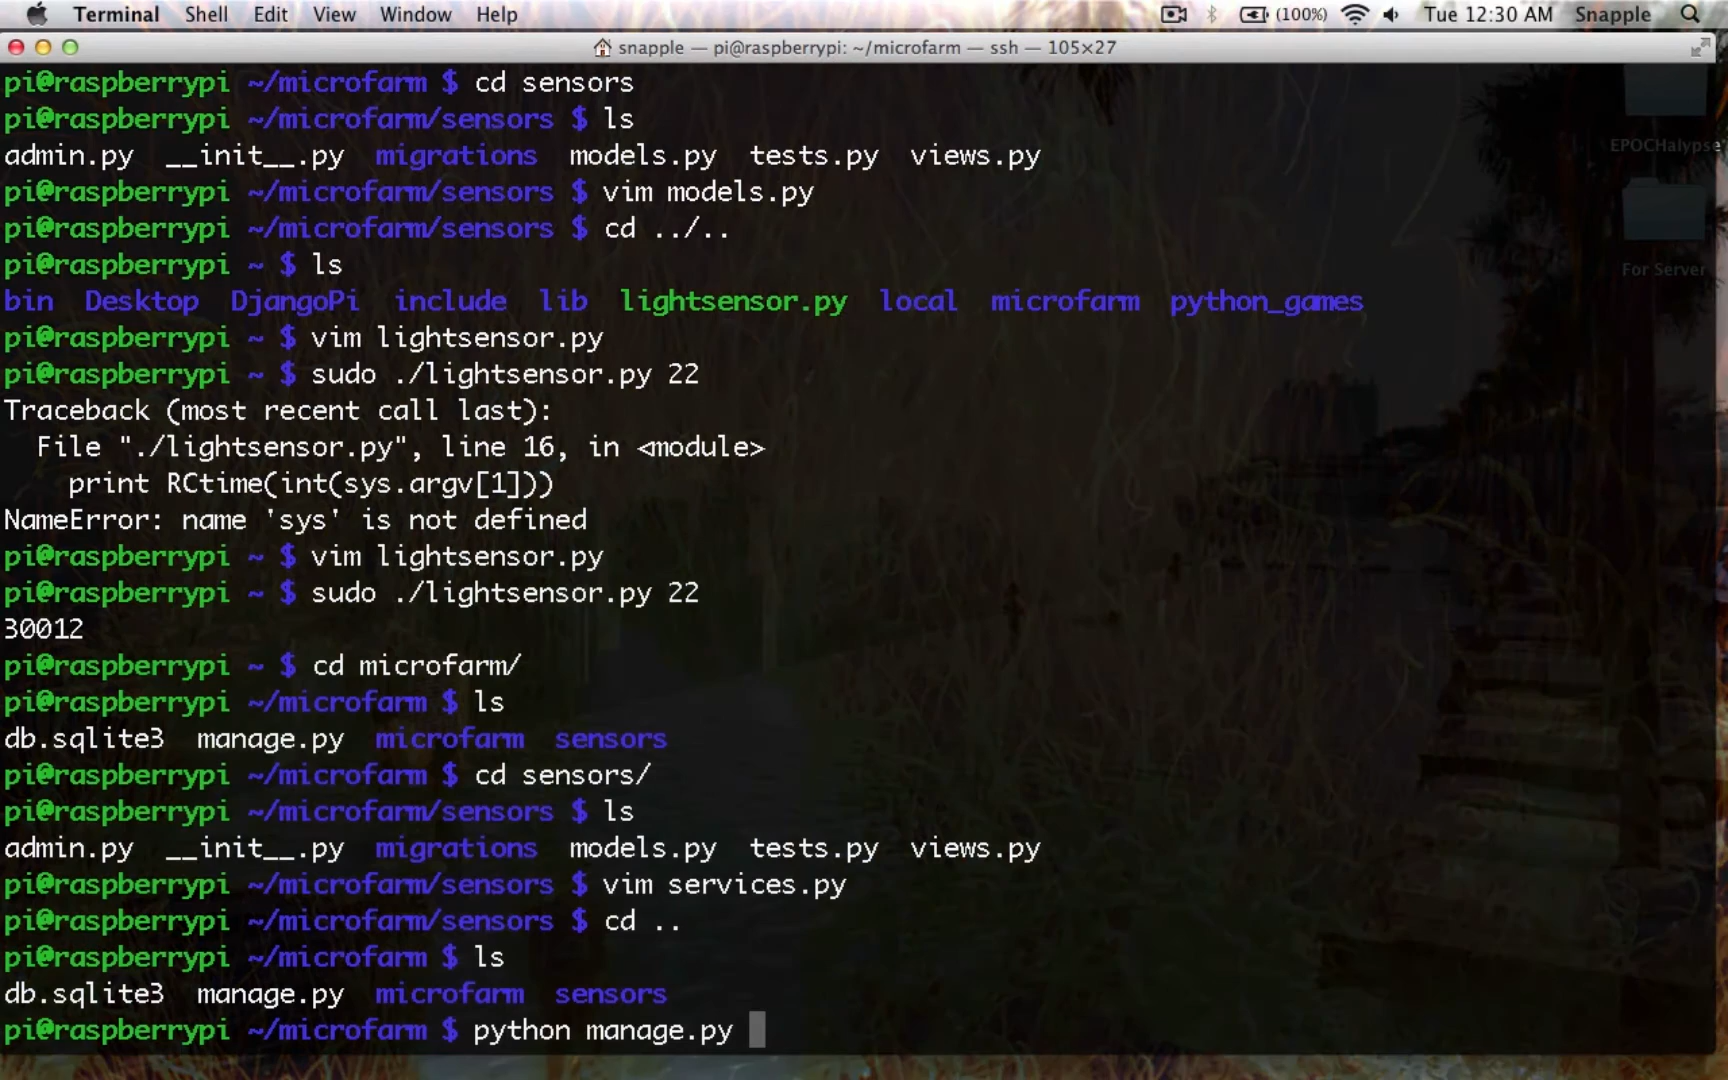 Terminal Shell Edit View Window Help (100%) Tue 12:30 AM Snapple
snapple — pi@raspberrypi: ~/microfarm — ssh — 105×27
pi@raspberrypi ~/microfarm $ cd sensors
pi@raspberrypi ~/microfarm/sensors $ ls
admin.py __init__.py migrations models.py tests.py views.py
pi@raspberrypi ~/microfarm/sensors $ vim models.py
pi@raspberrypi ~/microfarm/sensors $ cd ../..
pi@raspberrypi ~ $ ls
bin Desktop DjangoPi include lib lightsensor.py local microfarm python_games
pi@raspberrypi ~ $ vim lightsensor.py
pi@raspberrypi ~ $ sudo ./lightsensor.py 22
Traceback (most recent call last):
File "./lightsensor.py", line 16, in <module>
print RCtime(int(sys.argv[1]))
NameError: name 'sys' is not defined
pi@raspberrypi ~ $ vim lightsensor.py
pi@raspberrypi ~ $ sudo ./lightsensor.py 22
30012
pi@raspberrypi ~ $ cd microfarm/
pi@raspberrypi ~/microfarm $ ls
db.sqlite3 manage.py microfarm sensors
pi@raspberrypi ~/microfarm $ cd sensors/
pi@raspberrypi ~/microfarm/sensors $ ls
admin.py __init__.py migrations models.py tests.py views.py
pi@raspberrypi ~/microfarm/sensors $ vim services.py
pi@raspberrypi ~/microfarm/sensors $ cd ..
pi@raspberrypi ~/microfarm $ ls
db.sqlite3 manage.py microfarm sensors
pi@raspberrypi ~/microfarm $ python manage.py
EPOCHalypse
For Server